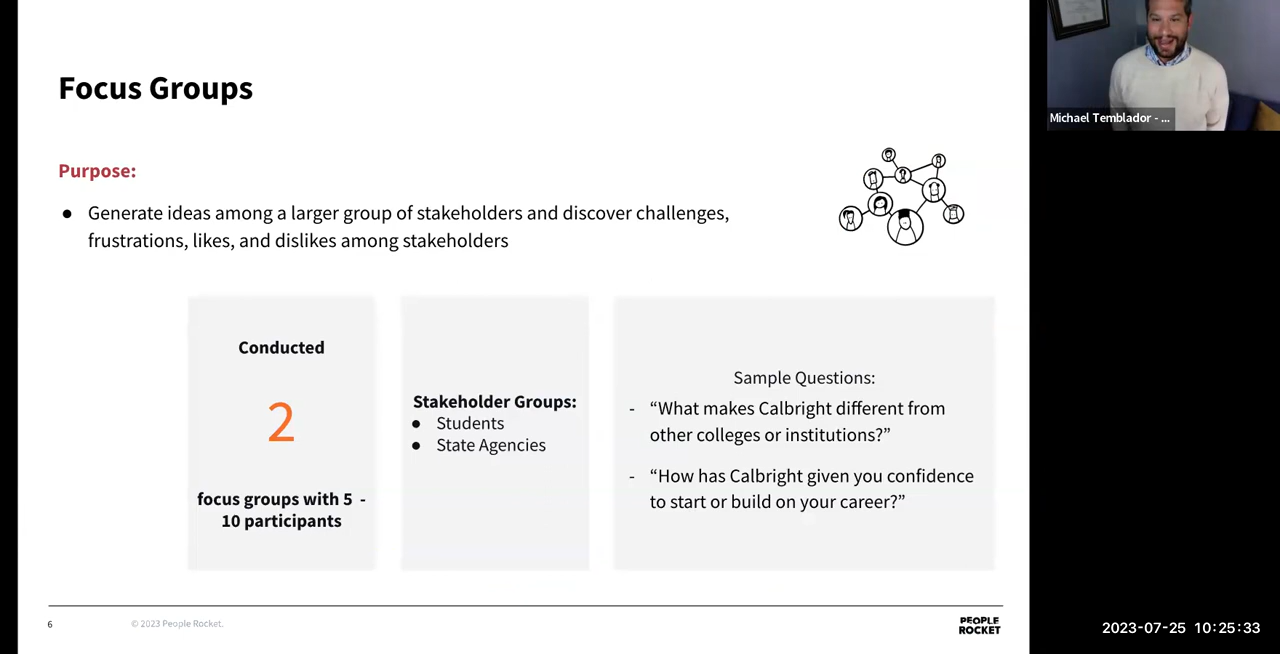 Focus Groups
Purpose:
● Generate ideas among a larger group of stakeholders and discover challenges,
frustrations, likes, and dislikes among stakeholders
Conducted
2
focus groups with 5 -
10 participants
Stakeholder Groups:
● Students
● State Agencies
Sample Questions:
- “What makes Calbright different from
other colleges or institutions?”
- “How has Calbright given you confidence
to start or build on your career?”
6
© 2023 People Rocket.
PEOPLE
ROCKET
Michael Temblador - ...
2023-07-25 10:25:33